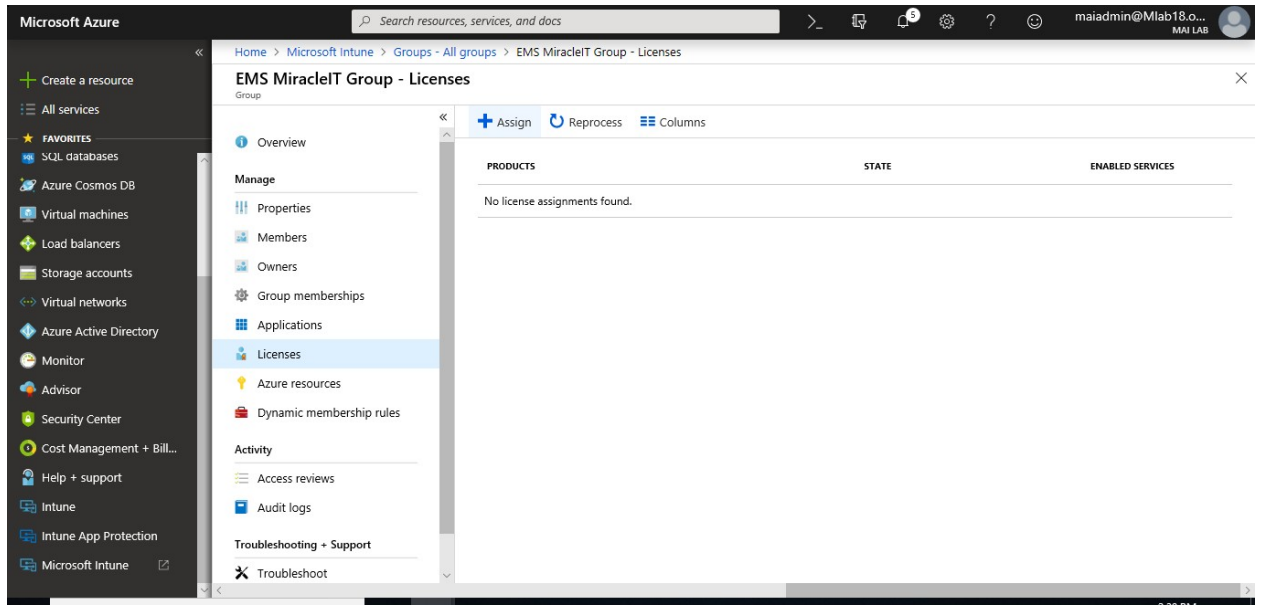 Microsoft Azure
Search resources, services, and docs
5
maiadmin@Mlab18.o...
MAI LAB
Home > Microsoft Intune > Groups - All groups > EMS MiracleIT Group - Licenses
EMS MiracleIT Group - Licenses
Group
Create a resource
All services
FAVORITES
SQL databases
Azure Cosmos DB
Virtual machines
Load balancers
Storage accounts
Virtual networks
Azure Active Directory
Monitor
Advisor
Security Center
Cost Management + Bill...
Help + support
Intune
Intune App Protection
Microsoft Intune
Overview
Manage
Properties
Members
Owners
Group memberships
Applications
Licenses
Azure resources
Dynamic membership rules
Activity
Access reviews
Audit logs
Troubleshooting + Support
Troubleshoot
Assign Reprocess Columns
PRODUCTS STATE ENABLED SERVICES
No license assignments found.